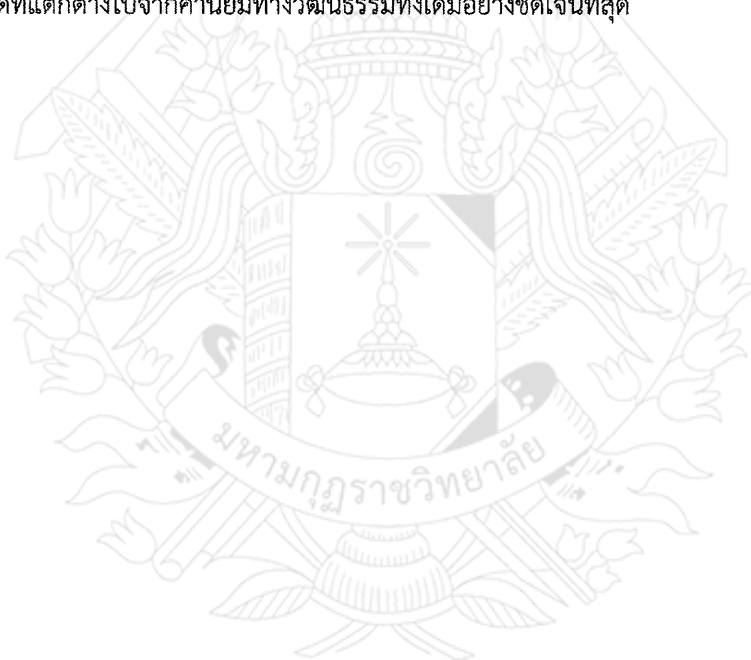 ดที่แตกต่างไปจากค่านิยมทางวัฒนธรรมทั้งเดิมอย่างชัดเจนที่สุด
มหามกุฏราชวิทยาลัย